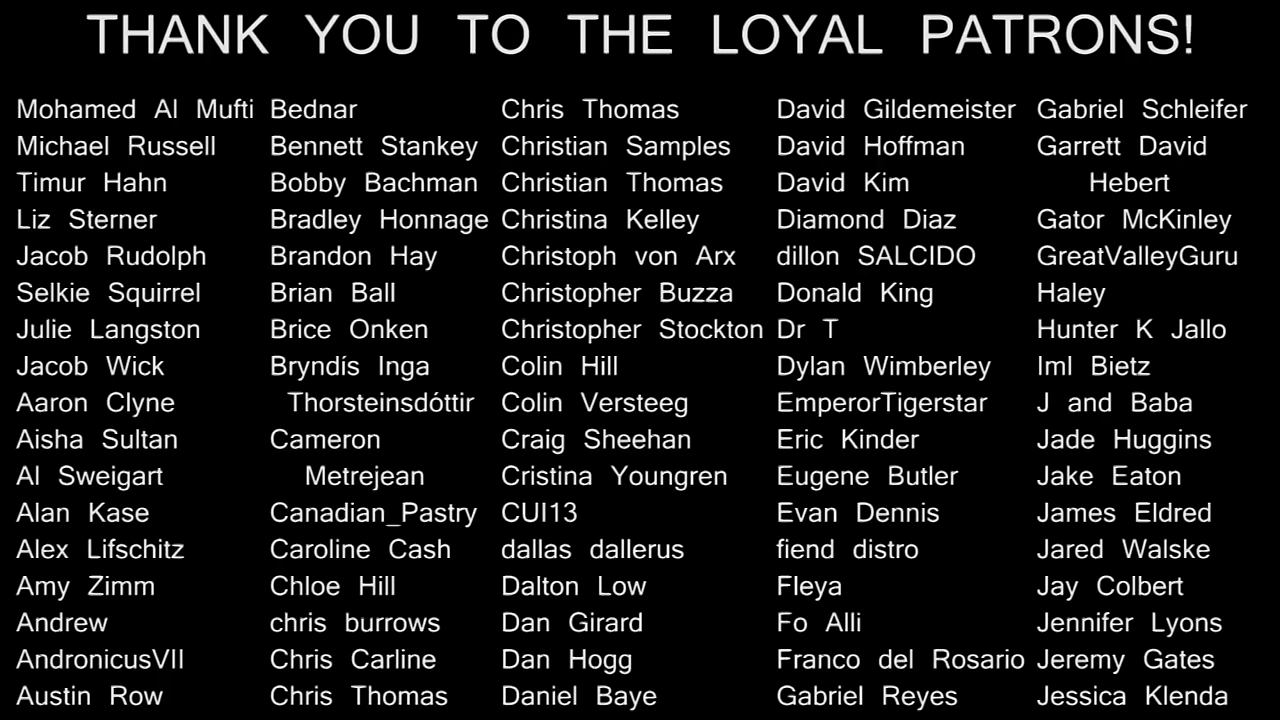 THANK YOU TO THE LOYAL PATRONS!
Mohamed Al Mufti
Michael Russell
Timur Hahn
Liz Sterner
Jacob Rudolph
Selkie Squirrel
Julie Langston
Jacob Wick
Aaron Clyne
Aisha Sultan
Al Sweigart
Alan Kase
Alex Lifschitz
Amy Zimm
Andrew
AndronicusVII
Austin Row
Bednar
Bennett Stankey
Bobby Bachman
Bradley Honnage
Brandon Hay
Brian Ball
Brice Onken
Bryndís Inga
Thorsteinsdóttir
Cameron
Metrejean
Canadian_Pastry
Caroline Cash
Chloe Hill
chris burrows
Chris Carline
Chris Thomas
Chris Thomas
Christian Samples
Christian Thomas
Christina Kelley
Christoph von Arx
Christopher Buzza
Christopher Stockton
Colin Hill
Colin Versteeg
Craig Sheehan
Cristina Youngren
CUI13
dallas dallerus
Dalton Low
Dan Girard
Dan Hogg
Daniel Baye
David Gildemeister
David Hoffman
David Kim
Diamond Diaz
dillon SALCIDO
Donald King
Dr T
Dylan Wimberley
EmperorTigerstar
Eric Kinder
Eugene Butler
Evan Dennis
fiend distro
Fleya
Fo Alli
Franco del Rosario
Gabriel Reyes
Gabriel Schleifer
Garrett David
Hebert
Gator McKinley
GreatValleyGuru
Haley
Hunter K Jallo
Iml Bietz
J and Baba
Jade Huggins
Jake Eaton
James Eldred
Jared Walske
Jay Colbert
Jennifer Lyons
Jeremy Gates
Jessica Klenda